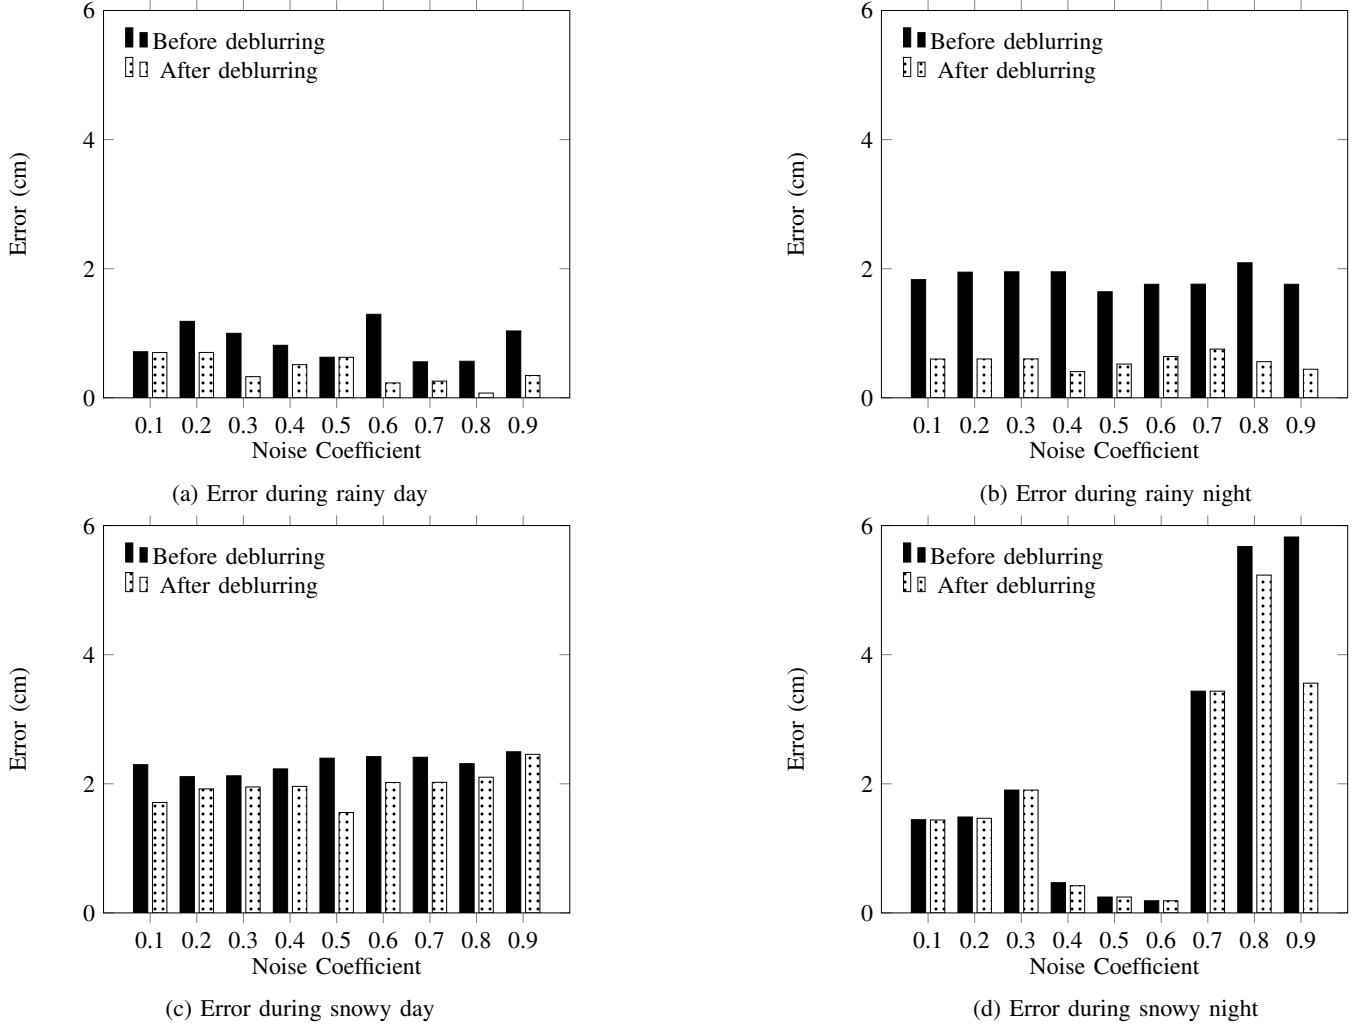 6
4
2
0
Error (cm)
Before deblurring
After deblurring
0.1 0.2 0.3 0.4 0.5 0.6 0.7 0.8 0.9
Noise Coefficient
(a) Error during rainy day
6
4
2
0
Error (cm)
Before deblurring
After deblurring
0.1 0.2 0.3 0.4 0.5 0.6 0.7 0.8 0.9
Noise Coefficient
(b) Error during rainy night
6
4
2
0
Error (cm)
Before deblurring
After deblurring
0.1 0.2 0.3 0.4 0.5 0.6 0.7 0.8 0.9
Noise Coefficient
(c) Error during snowy day
6
4
2
0
Error (cm)
Before deblurring
After deblurring
0.1 0.2 0.3 0.4 0.5 0.6 0.7 0.8 0.9
Noise Coefficient
(d) Error during snowy night